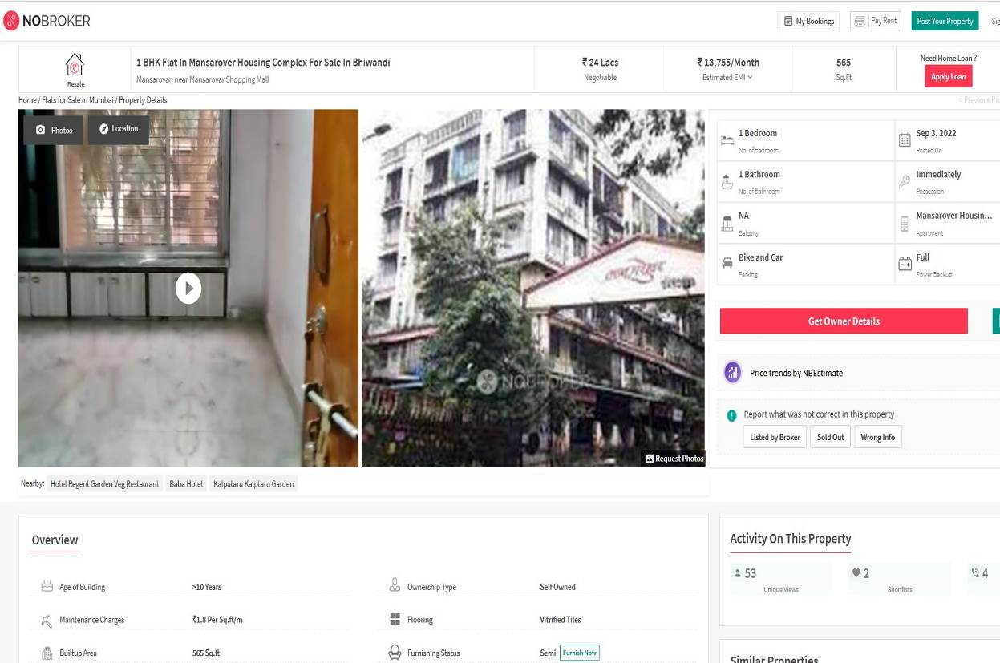 NOBROKER
My Bookings
Pay Rent
Post Your Property
Sig
Resale
1 BHK Flat In Mansarover Housing Complex For Sale In Bhiwandi
Mansarovar, near Mansarovar Shopping Mall
₹ 24 Lacs
Negotiable
₹ 13,755/Month
Estimated EMI
565
Sq.Ft
Need Home Loan ?
Apply Loan
Home / Flats for Sale in Mumbai / Property Details
< Previous Pro
Photos
Location
NOBROKER
Request Photos
1 Bedroom
No. of Bedroom
Sep 3, 2022
Posted On
1 Bathroom
No. of Bathroom
Immediately
Possession
NA
Balcony
Mansarover Housin...
Apartment
Bike and Car
Parking
Full
Power Backup
Get Owner Details
Price trends by NBEstimate
Report what was not correct in this property
Listed by Broker
Sold Out
Wrong Info
Nearby:
Hotel Regent Garden Veg Restaurant
Baba Hotel
Kalpataru Kalptaru Garden
Overview
Age of Building
>10 Years
Ownership Type
Self Owned
Maintenance Charges
₹1.8 Per Sq.ft/m
Flooring
Vitrified Tiles
Builtup Area
565 Sq.ft
Furnishing Status
Semi
Furnish Now
Activity On This Property
53
Unique Views
2
Shortlists
4
Similar Properties